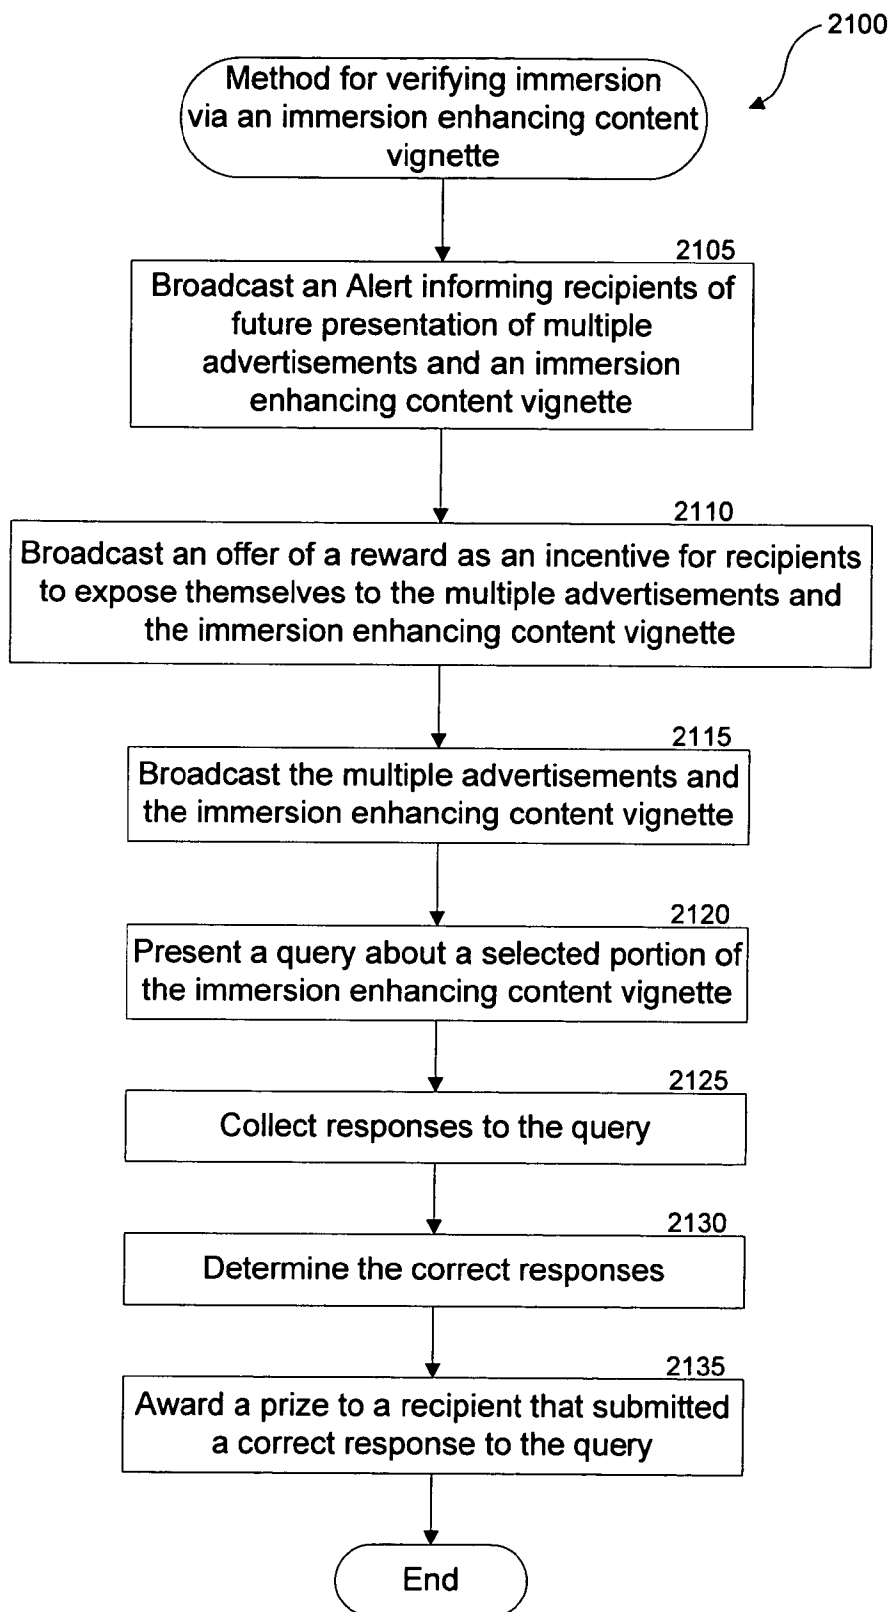 2100
Method for verifying immersion
via an immersion enhancing content
vignette
2105
Broadcast an Alert informing recipients of
future presentation of multiple
advertisements and an immersion
enhancing content vignette
2110
Broadcast an offer of a reward as an incentive for recipients
to expose themselves to the multiple advertisements and
the immersion enhancing content vignette
2115
Broadcast the multiple advertisements and
the immersion enhancing content vignette
2120
Present a query about a selected portion of
the immersion enhancing content vignette
2125
Collect responses to the query
2130
Determine the correct responses
2135
Award a prize to a recipient that submitted
a correct response to the query
End